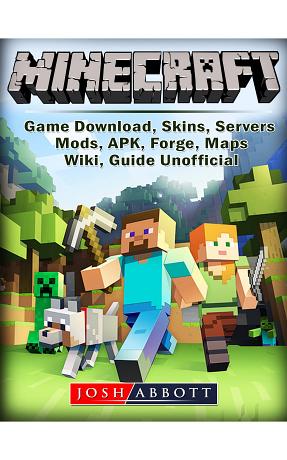 MINECRAFT
Game Download, Skins, Servers
Mods, APK, Forge, Maps
Wiki, Guide Unofficial
JOSH ABBOTT